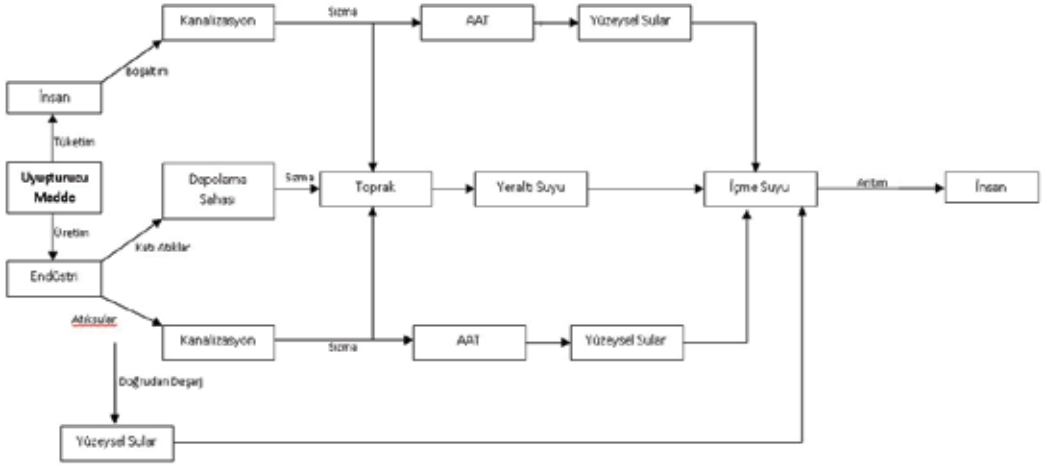 Kanalizasyon
Sızma
AAT
Yüzeysel Sular
Boşaltım
İnsan
Tüketim
Uyuşturucu
Madde
Üretim
Endüstri
Depolama
Sahası
Sızma
Toprak
Yeraltı Suyu
İçme Suyu
Arıtım
İnsan
Katı Atıklar
Atıksular
Kanalizasyon
Sızma
AAT
Yüzeysel Sular
Doğrudan Deşarj
Yüzeysel Sular